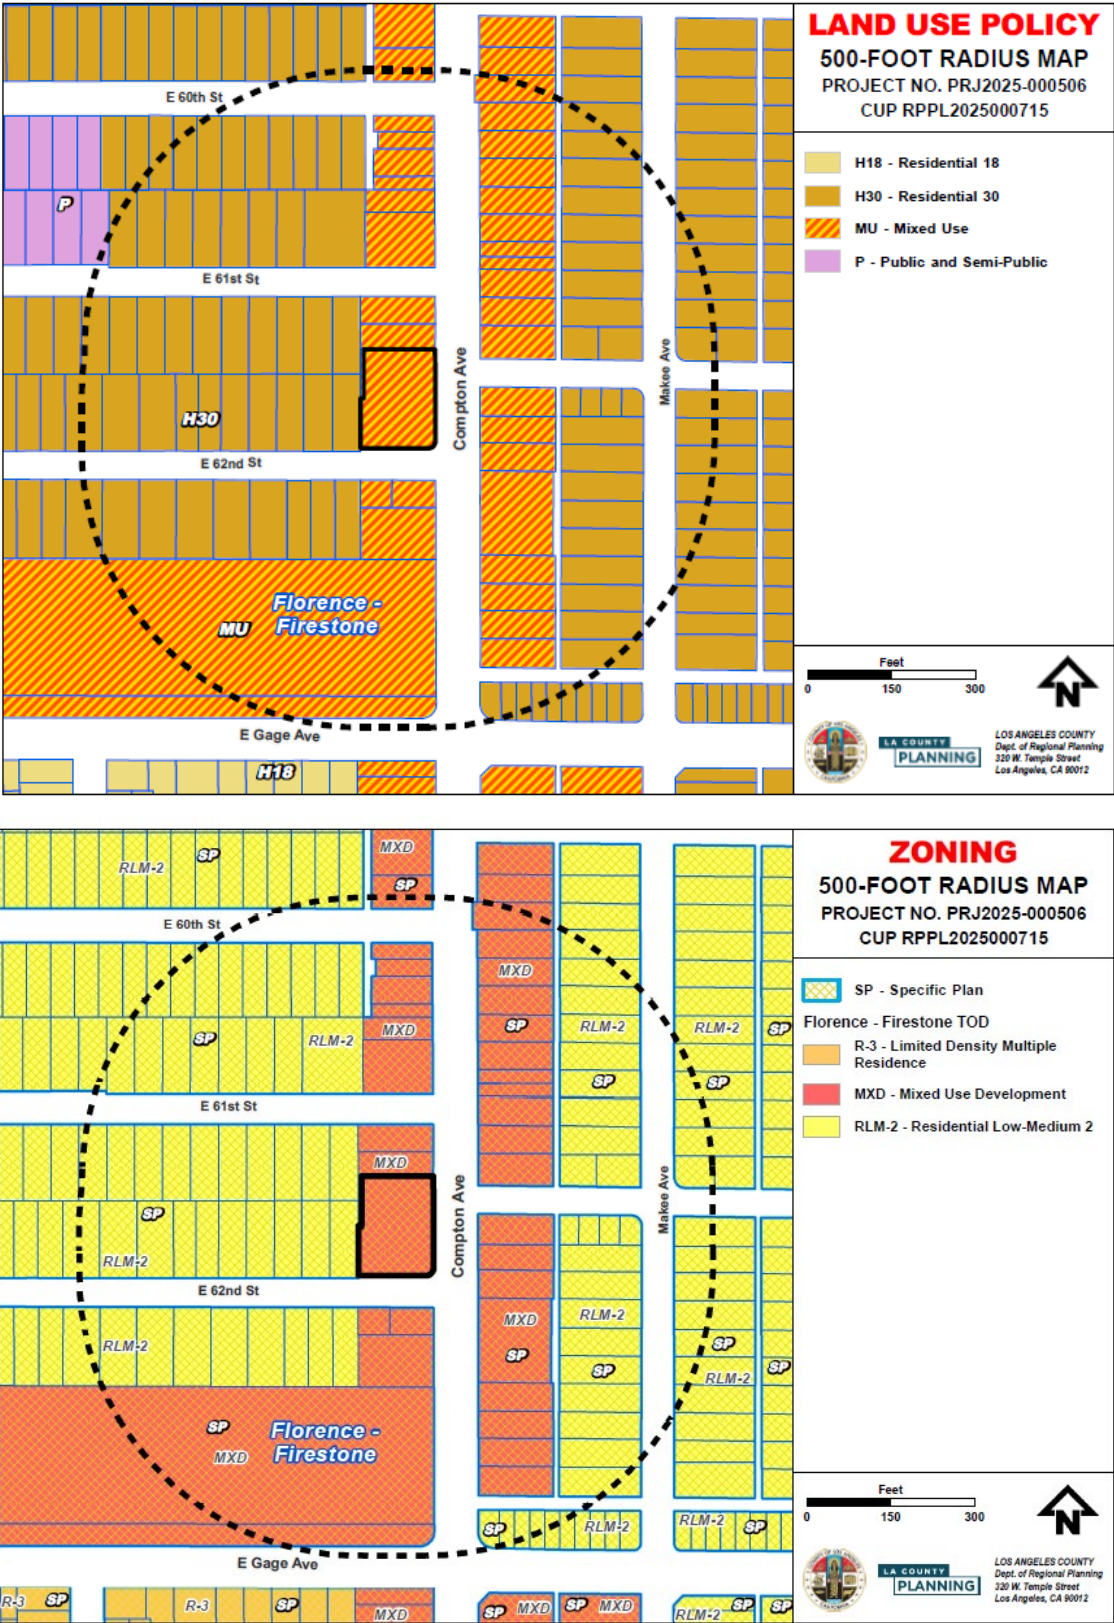 LAND USE POLICY
500-FOOT RADIUS MAP
PROJECT NO. PRJ2025-000506
CUP RPPL2025000715
H18 - Residential 18
H30 - Residential 30
MU - Mixed Use
P - Public and Semi-Public
E 60th St
P
E 61st St
Compton Ave
Makee Ave
H30
E 62nd St
Florence -
Firestone
MU
E Gage Ave
H18
Feet
0 150 300
N
LA COUNTY
PLANNING
LOS ANGELES COUNTY
Dept. of Regional Planning
320 W. Temple Street
Los Angeles, CA 90012
ZONING
500-FOOT RADIUS MAP
PROJECT NO. PRJ2025-000506
CUP RPPL2025000715
SP - Specific Plan
Florence - Firestone TOD
R-3 - Limited Density Multiple
Residence
MXD - Mixed Use Development
RLM-2 - Residential Low-Medium 2
MXD
SP
RLM-2
SP
E 60th St
MXD
SP
RLM-2
MXD
SP
RLM-2
RLM-2
SP
SP
SP
E 61st St
MXD
SP
RLM-2
Compton Ave
Makee Ave
E 62nd St
RLM-2
MXD
SP
RLM-2
SP
SP
RLM-2
SP
SP
MXD
Florence -
Firestone
SP
RLM-2
RLM-2
SP
E Gage Ave
R-3
SP
R-3
SP
MXD
SP
MXD
SP
MXD
RLM-2
SP
SP
Feet
0 150 300
N
LA COUNTY
PLANNING
LOS ANGELES COUNTY
Dept. of Regional Planning
320 W. Temple Street
Los Angeles, CA 90012